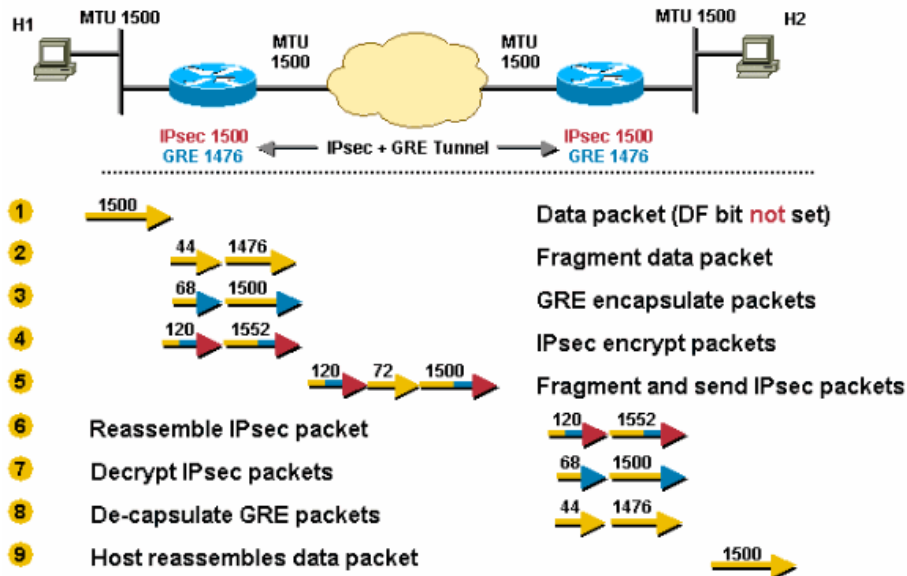 H1
MTU 1500
MTU 1500
MTU 1500
MTU 1500
H2
IPsec 1500
GRE 1476
IPsec + GRE Tunnel
IPsec 1500
GRE 1476
1 1500 Data packet (DF bit not set)
2 44 1476 Fragment data packet
3 68 1500 GRE encapsulate packets
4 120 1552 IPsec encrypt packets
5 120 72 1500 Fragment and send IPsec packets
6 Reassemble IPsec packet 120 1552
7 Decrypt IPsec packets 68 1500
8 De-capsulate GRE packets 44 1476
9 Host reassembles data packet 1500